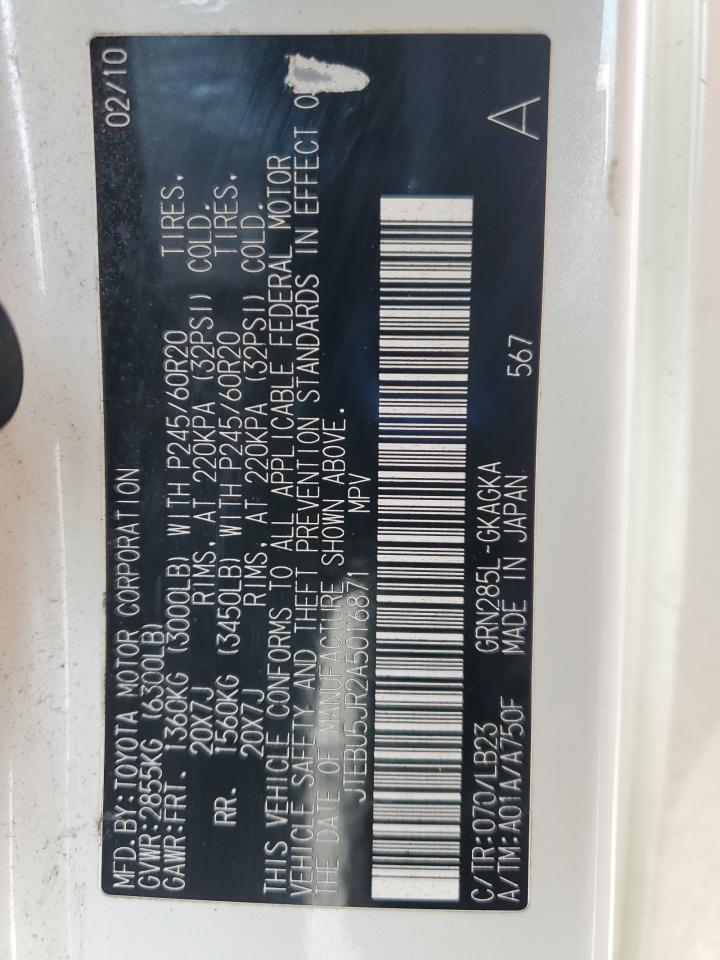 MFD.BY:TOYOTA MOTOR CORPORATION 02/10
GVWR:2855KG (6300LB)
GAWR:FRT. 1360KG (3000LB) WITH P245/60R20 TIRES,
20X7J RIMS, AT 220KPA (32PSI) COLD.
RR. 1560KG (3450LB) WITH P245/60R20 TIRES,
20X7J RIMS, AT 220KPA (32PSI) COLD.
THIS VEHICLE CONFORMS TO ALL APPLICABLE FEDERAL MOTOR
VEHICLE SAFETY AND THEFT PREVENTION STANDARDS IN EFFECT
THE DATE OF MANUFACTURE SHOWN ABOVE.
JTEBU5JR2A5016871 MPV
C/TR:070/LB23 GRN285L-GKAGKA
A/TM:A01A/A750F MADE IN JAPAN 567 A